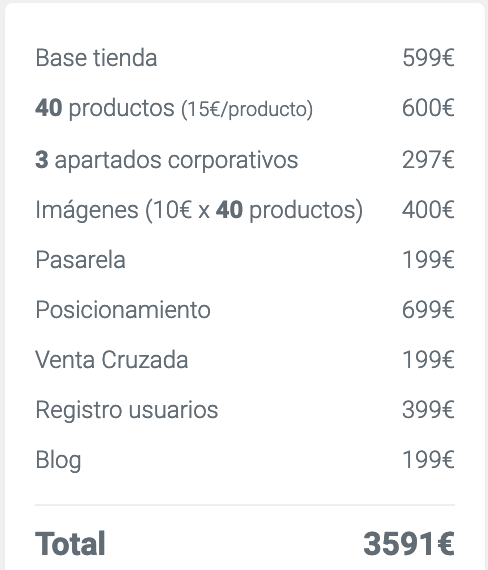 Base tienda 599€
40 productos (15€/producto) 600€
3 apartados corporativos 297€
Imágenes (10€ x 40 productos) 400€
Pasarela 199€
Posicionamiento 699€
Venta Cruzada 199€
Registro usuarios 399€
Blog 199€
Total 3591€